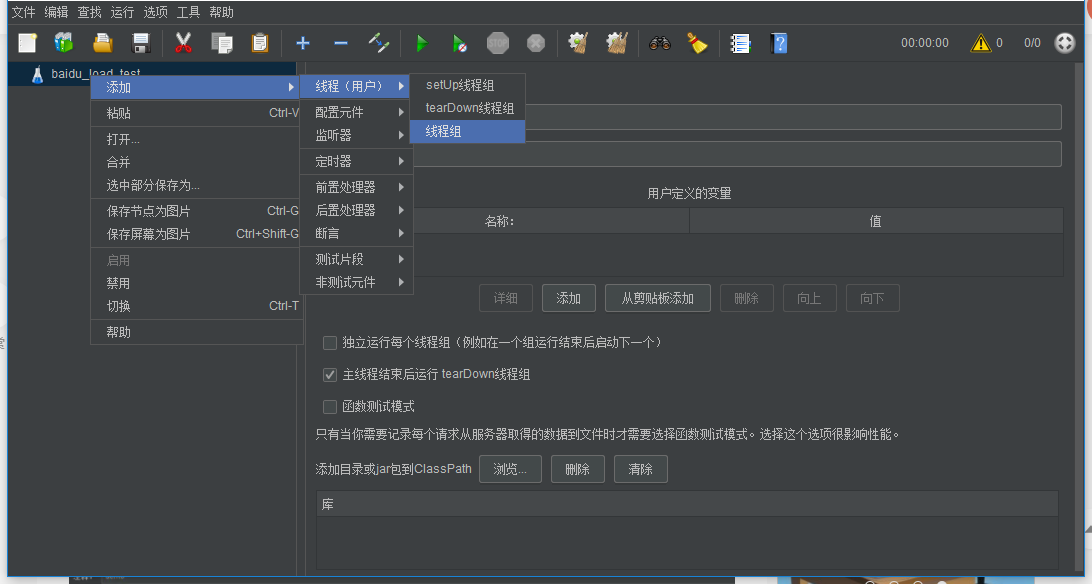 文件 编辑 查找 运行 选项 工具 帮助
STOP
00:00:00 0 0/0
baidu_load_test
添加
粘贴 Ctrl-V
打开...
合并
选中部分保存为...
保存节点为图片 Ctrl-G
保存屏幕为图片 Ctrl+Shift-G
启用
禁用
切换 Ctrl-T
帮助
线程（用户）
配置元件
监听器
定时器
前置处理器
后置处理器
断言
测试片段
非测试元件
setUp线程组
tearDown线程组
线程组
用户定义的变量
名称: 值
详细 添加 从剪贴板添加 删除 向上 向下
独立运行每个线程组（例如在一个组运行结束后启动下一个）
主线程结束后运行 tearDown线程组
函数测试模式
只有当你需要记录每个请求从服务器取得的数据到文件时才需要选择函数测试模式。选择这个选项很影响性能。
添加目录或jar包到ClassPath 浏览... 删除 清除
库